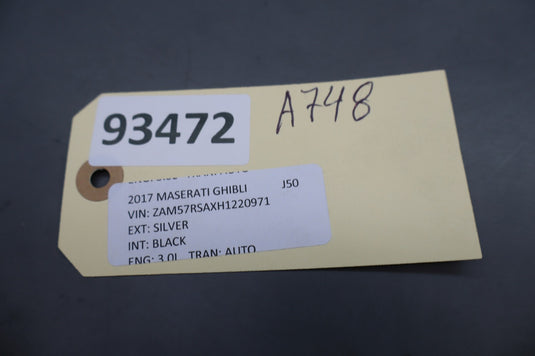 93472
A748
2017 MASERATI GHIBLI J50
VIN: ZAM57RSAXH1220971
EXT: SILVER
INT: BLACK
ENG: 3.0L TRAN: AUTO